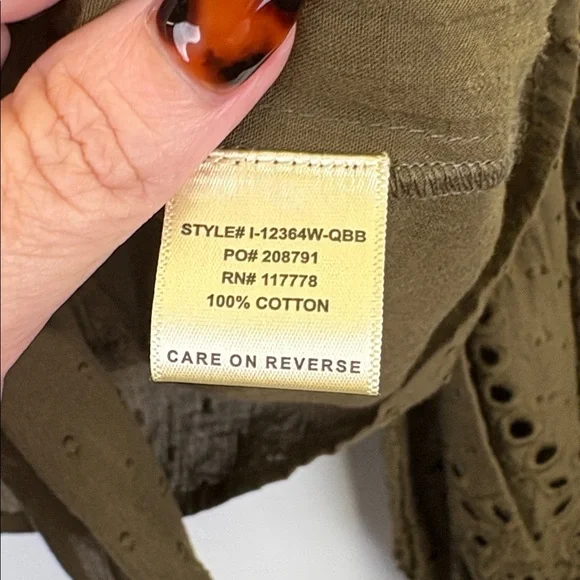 STYLE# I-12364W-QBB
PO# 208791
RN# 117778
100% COTTON
CARE ON REVERSE